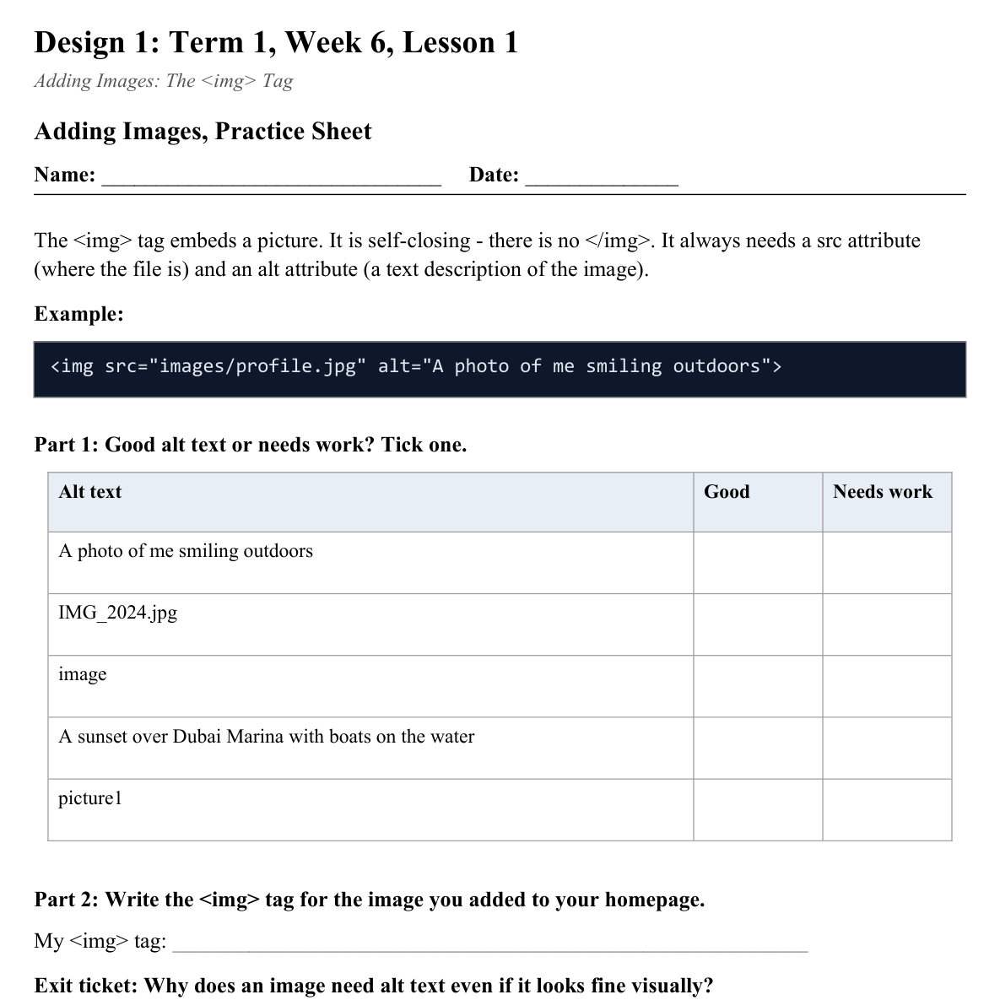 Design 1: Term 1, Week 6, Lesson 1
Adding Images: The <img> Tag
Adding Images, Practice Sheet
Name: _______________________________ Date: ______________
The <img> tag embeds a picture. It is self-closing - there is no </img>. It always needs a src attribute
(where the file is) and an alt attribute (a text description of the image).
Example:
<img src="images/profile.jpg" alt="A photo of me smiling outdoors">
Part 1: Good alt text or needs work? Tick one.
Alt text Good Needs work
A photo of me smiling outdoors
IMG_2024.jpg
image
A sunset over Dubai Marina with boats on the water
picture1
Part 2: Write the <img> tag for the image you added to your homepage.
My <img> tag: __________________________________________________________
Exit ticket: Why does an image need alt text even if it looks fine visually?